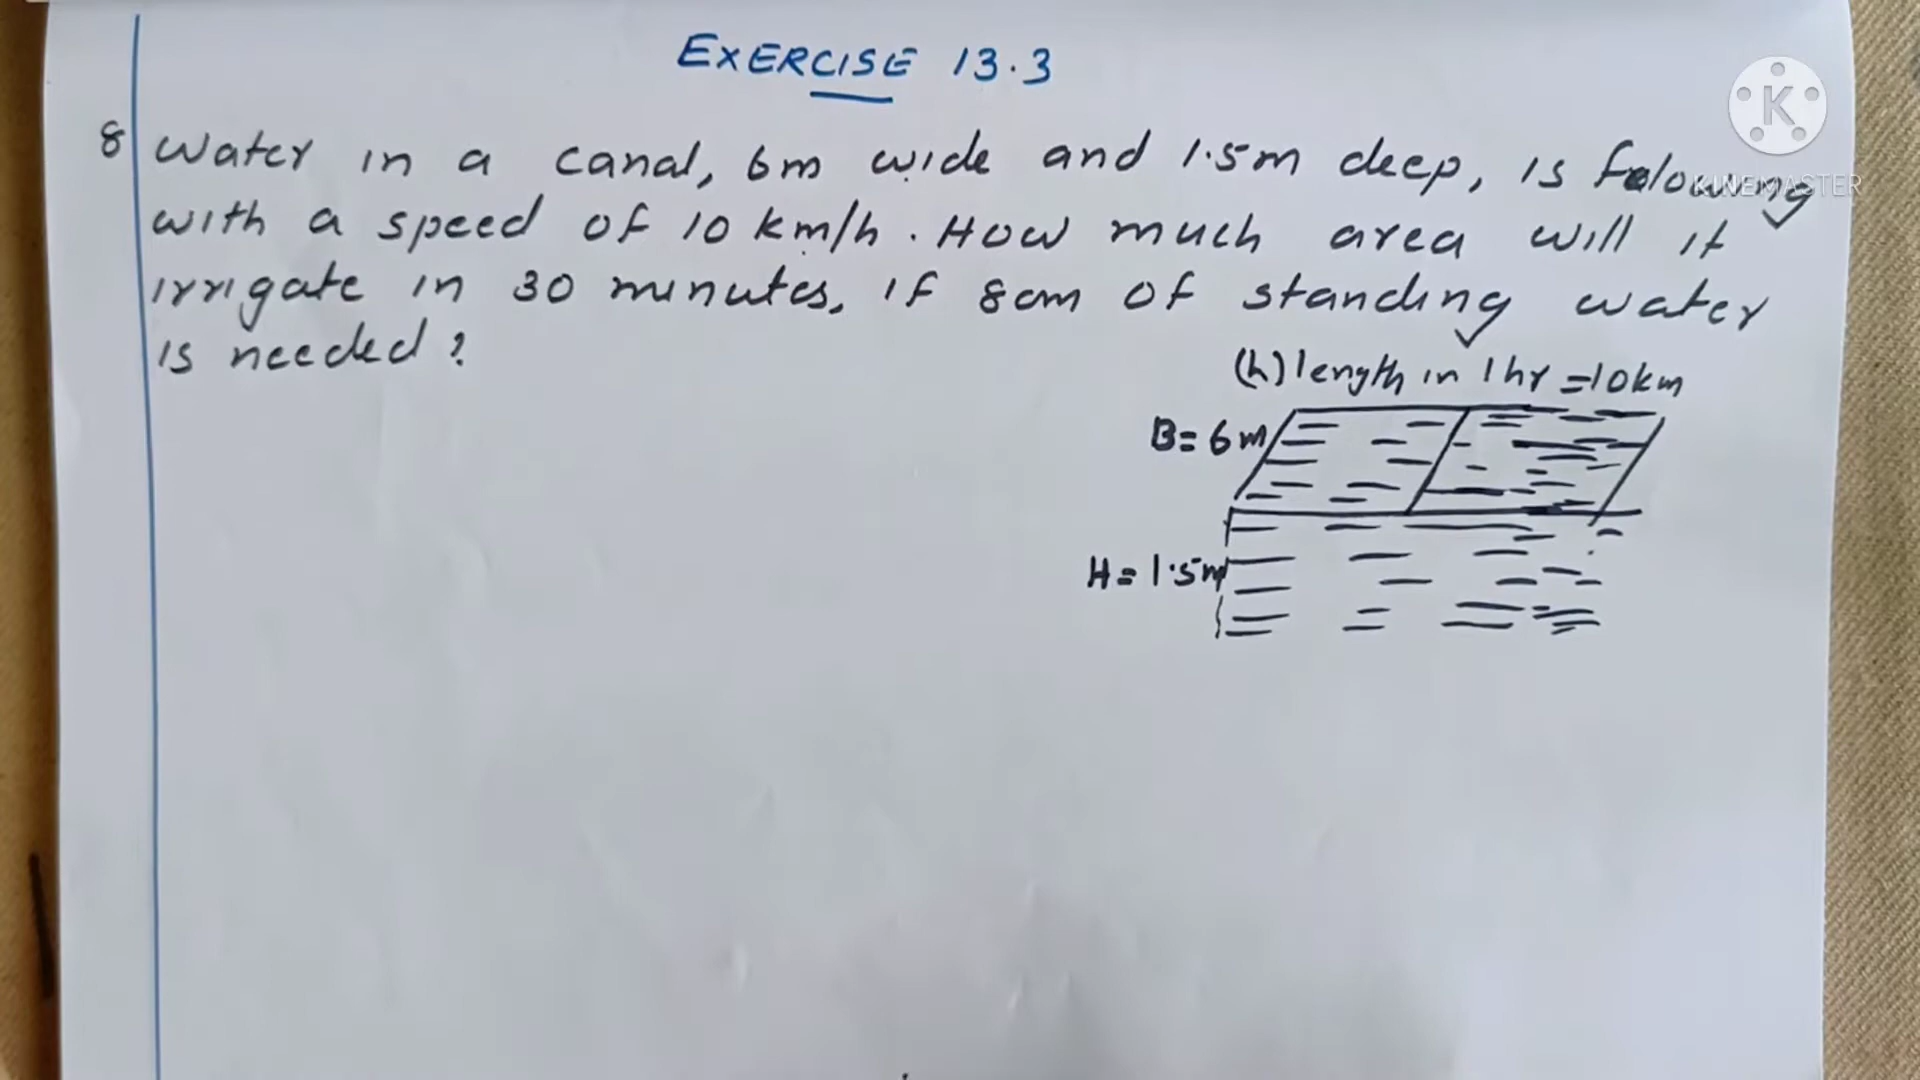 EXERCISE 13.3
8 Water in a canal, 6m wide and 1.5m deep, is folowing
with a speed of 10 km/h. How much area will it
irrigate in 30 minutes, if 8cm of standing water
is needed?
(h) length in 1 hr = 10km
B = 6m
H = 1.5m
K
KINEMASTER